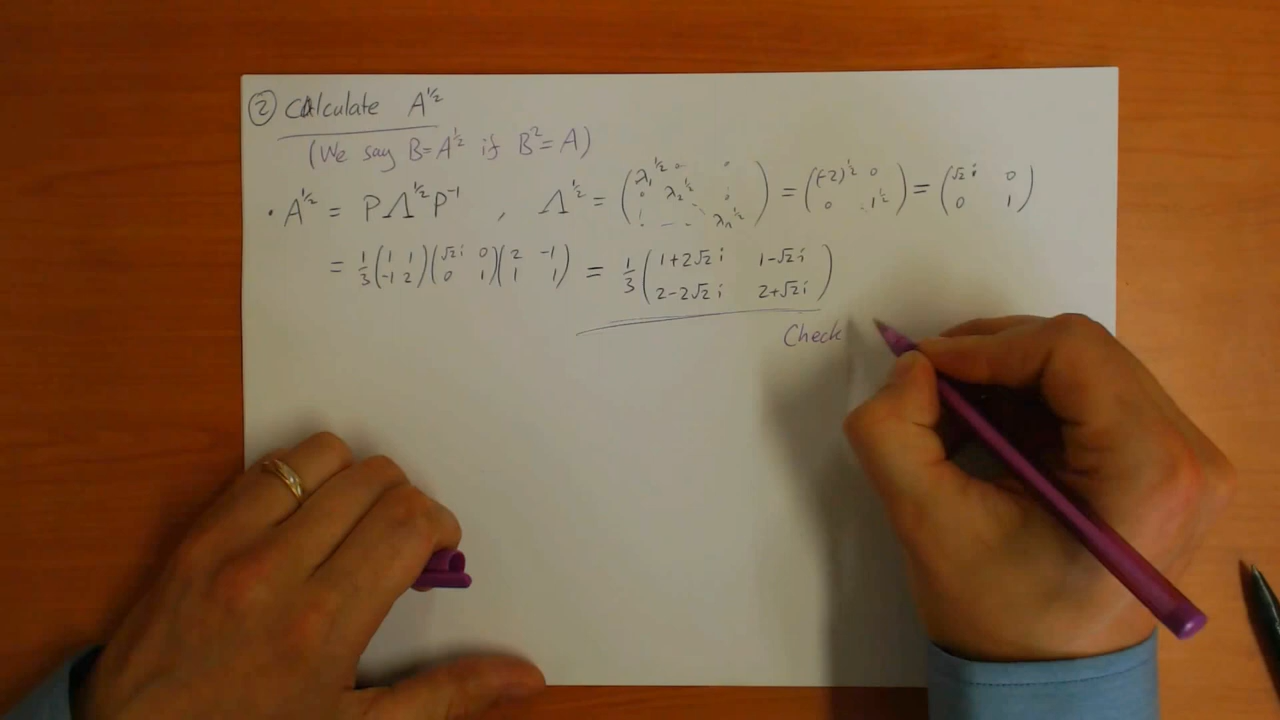 ② Calculate A^{1/2}
(We say B=A^{1/2} if B²=A)
· A^{1/2} = PΛ^{1/2}P^{-1} , Λ^{1/2} = (λ₁^{1/2} 0 0 ; 0 λ₂^{1/2} ⋮ ; ⋮ - - - λₙ^{1/2}) = ((-2)^{1/2} 0 ; 0 1^{1/2}) = (√2 i 0 ; 0 1)
= 1/3 (1 1 ; -1 2)(√2 i 0 ; 0 1)(2 -1 ; 1 1) = 1/3 (1+2√2 i 1-√2 i ; 2-2√2 i 2+√2 i)
Check